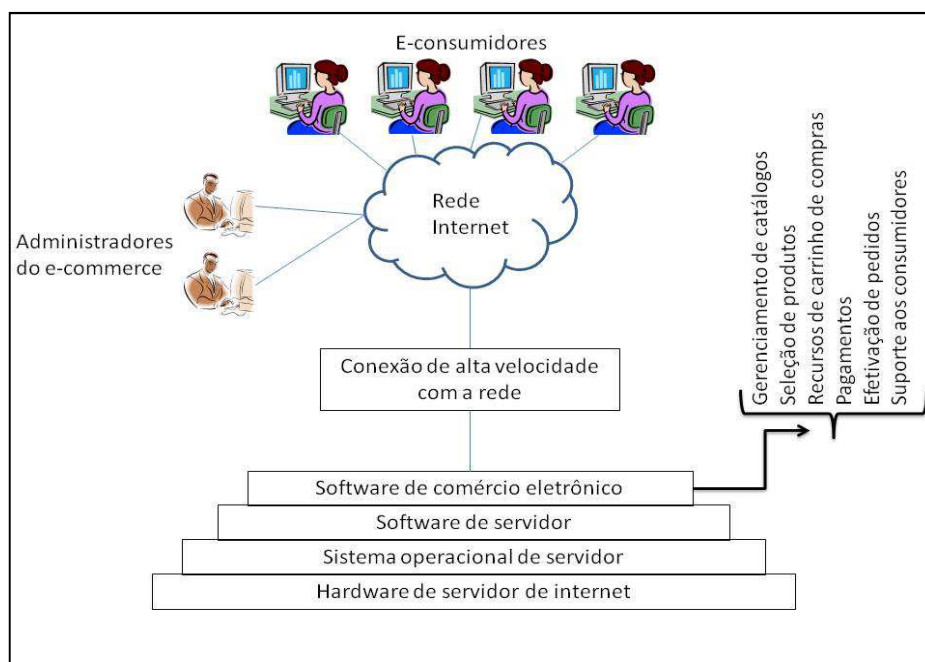 E-consumidores
Rede
Internet
Administradores
do e-commerce
Conexão de alta velocidade
com a rede
Gerenciamento de catálogos
Seleção de produtos
Recursos de carrinho de compras
Pagamentos
Efetivação de pedidos
Suporte aos consumidores
Software de comércio eletrônico
Software de servidor
Sistema operacional de servidor
Hardware de servidor de internet